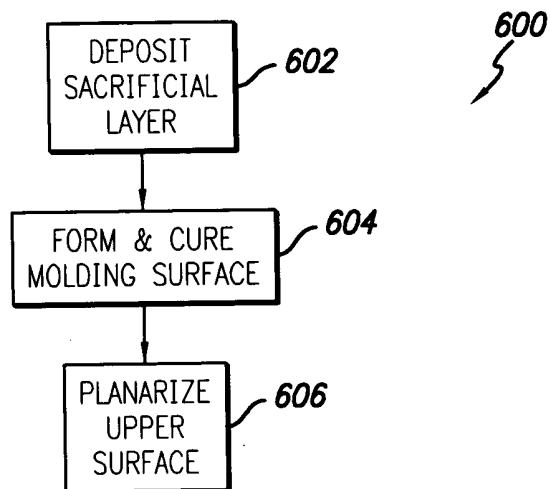 600
DEPOSIT
SACRIFICIAL
LAYER
602
FORM & CURE
MOLDING SURFACE
604
PLANARIZE
UPPER
SURFACE
606